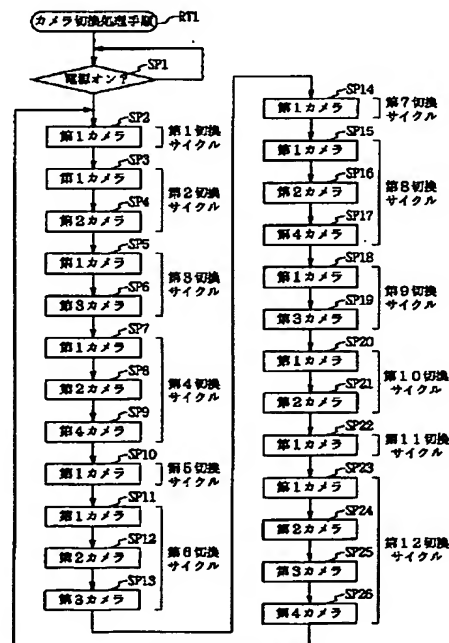 カメラ切換処理手順
RT1
SP1
電源オン?
SP2
第1カメラ
第1切換
サイクル
SP3
第1カメラ
SP4
第2カメラ
第2切換
サイクル
SP5
第1カメラ
SP6
第3カメラ
第3切換
サイクル
SP7
第1カメラ
SP8
第2カメラ
SP9
第4カメラ
第4切換
サイクル
SP10
第1カメラ
第5切換
サイクル
SP11
第1カメラ
SP12
第2カメラ
SP13
第3カメラ
第6切換
サイクル
SP14
第1カメラ
第7切換
サイクル
SP15
第1カメラ
SP16
第2カメラ
SP17
第4カメラ
第8切換
サイクル
SP18
第1カメラ
SP19
第3カメラ
第9切換
サイクル
SP20
第1カメラ
SP21
第2カメラ
第10切換
サイクル
SP22
第1カメラ
第11切換
サイクル
SP23
第1カメラ
SP24
第2カメラ
SP25
第3カメラ
SP26
第4カメラ
第12切換
サイクル